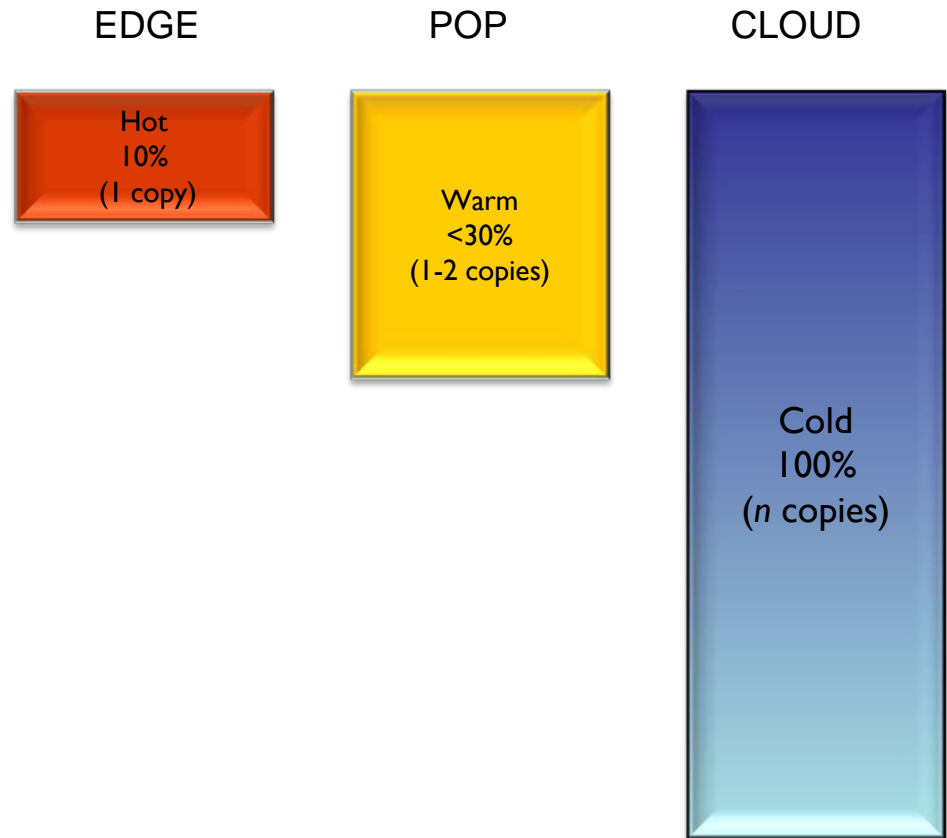 EDGE POP CLOUD
Hot
10%
(1 copy)
Warm
<30%
(1-2 copies)
Cold
100%
(n copies)